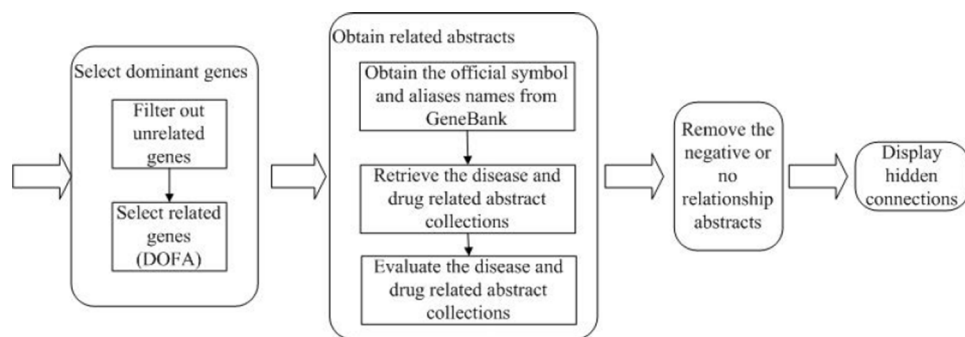 Select dominant genes
Filter out
unrelated
genes
Select related
genes
(DOFA)
Obtain related abstracts
Obtain the official symbol
and aliases names from
GeneBank
Retrieve the disease and
drug related abstract
collections
Evaluate the disease and
drug related abstract
collections
Remove the
negative or
no
relationship
abstracts
Display
hidden
connections